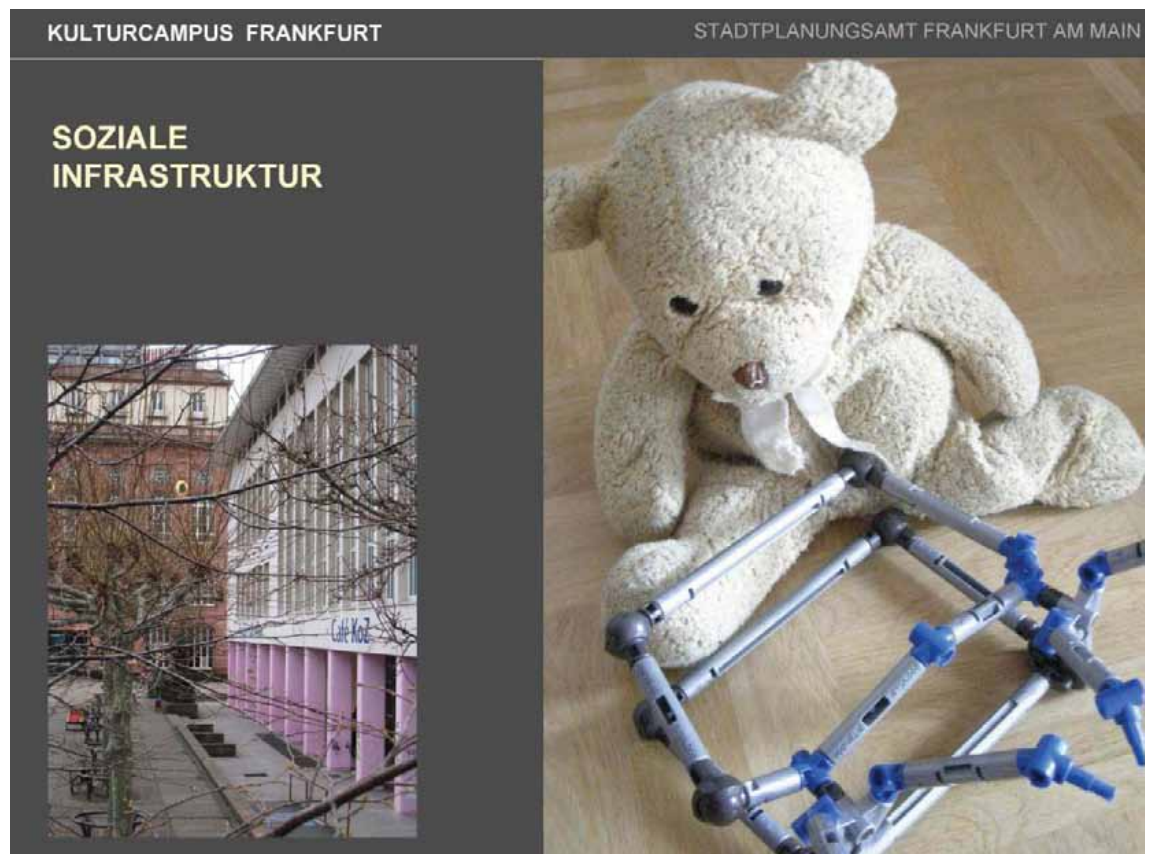 KULTURCAMPUS FRANKFURT
STADTPLANUNGSAMT FRANKFURT AM MAIN
SOZIALE
INFRASTRUKTUR
Café KoZ